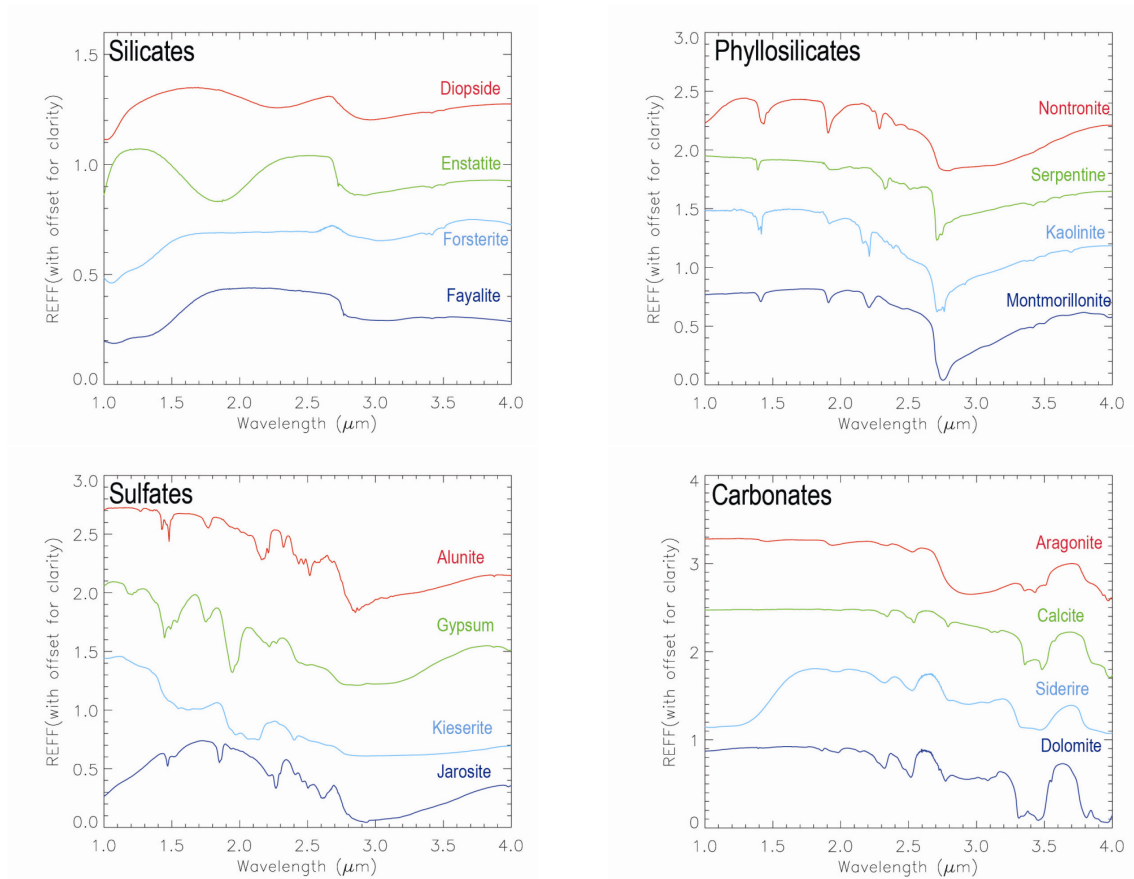 Silicates
1.5
1.0
0.5
0.0
REFF(with offset for clarity)
Diopside
Enstatite
Forsterite
Fayalite
1.0 1.5 2.0 2.5 3.0 3.5 4.0
Wavelength (μm)
Phyllosilicates
3.0
2.5
2.0
1.5
1.0
0.5
0.0
REFF(with offset for clarity)
Nontronite
Serpentine
Kaolinite
Montmorillonite
1.0 1.5 2.0 2.5 3.0 3.5 4.0
Wavelength (μm)
Sulfates
3.0
2.5
2.0
1.5
1.0
0.5
0.0
REFF(with offset for clarity)
Alunite
Gypsum
Kieserite
Jarosite
1.0 1.5 2.0 2.5 3.0 3.5 4.0
Wavelength (μm)
Carbonates
4
3
2
1
0
REFF(with offset for clarity)
Aragonite
Calcite
Siderire
Dolomite
1.0 1.5 2.0 2.5 3.0 3.5 4.0
Wavelength (μm)